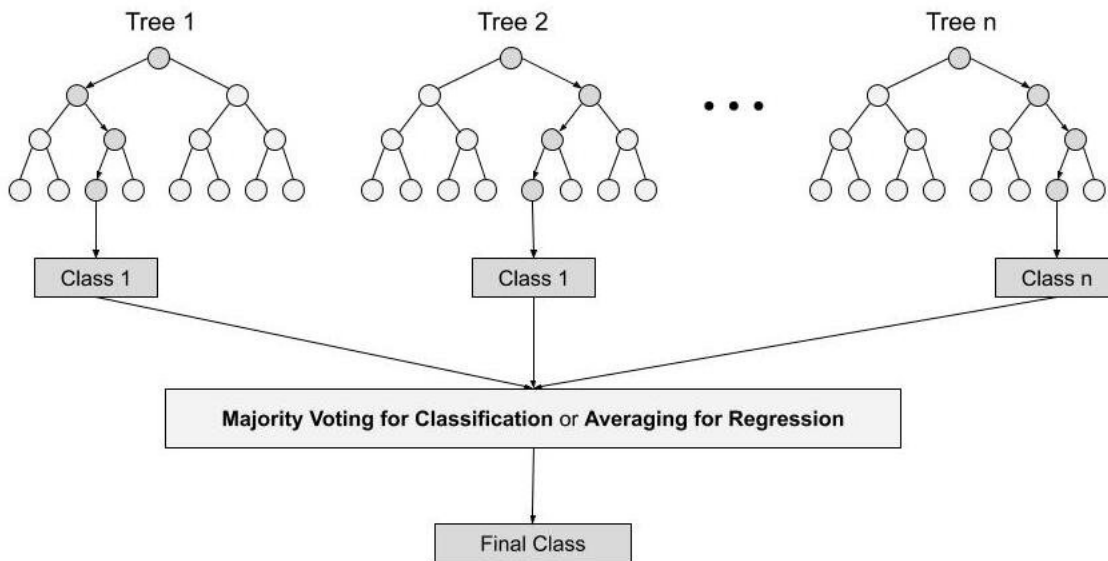 Tree 1
Tree 2
Tree n
Class 1
Class 1
Class n
Majority Voting for Classification or Averaging for Regression
Final Class